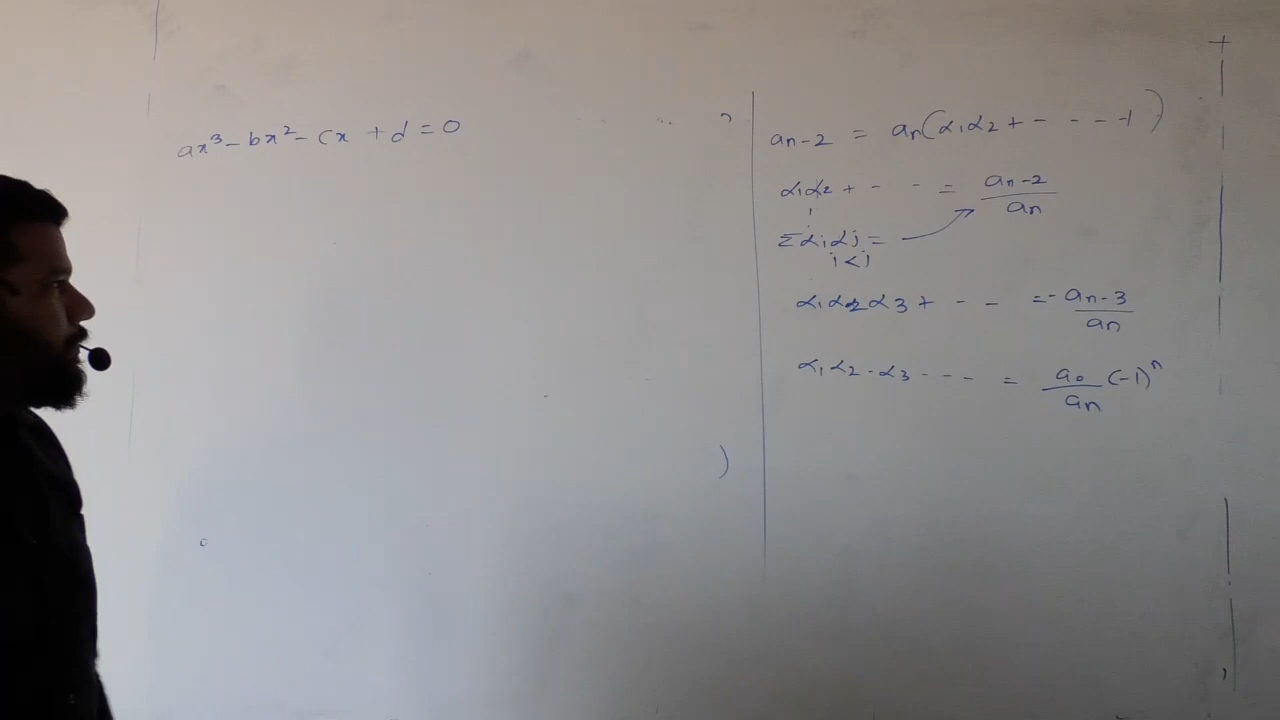 ax³ - bx² - cx + d = 0
an-2 = an(α1α2 + - - - -1)
α1α2 + - - = an-2/an
Σαiαj =
i<j
α1α2α3 + - - = - an-3/an
α1α2-α3 - - - = a0/an (-1)ⁿ